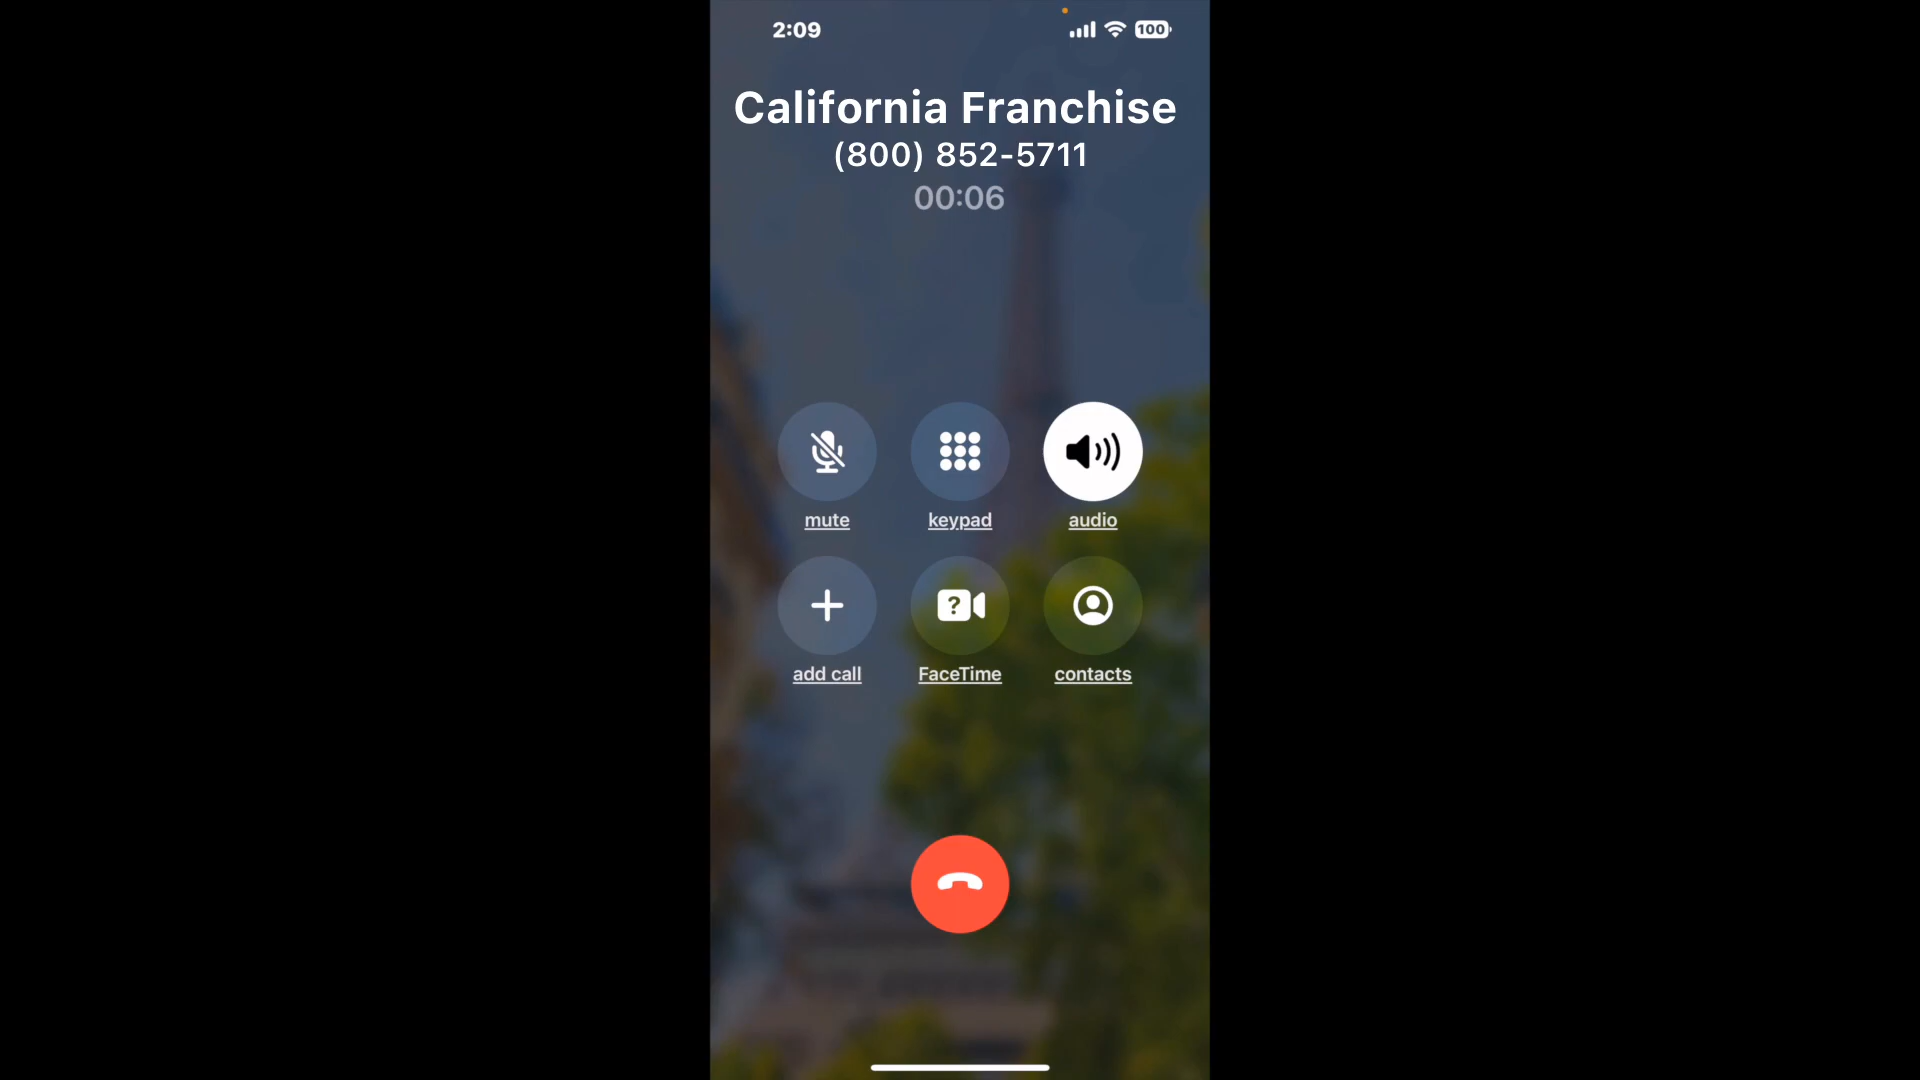 2:09
100
California Franchise
(800) 852-5711
00:06
mute keypad audio
?
add call FaceTime contacts